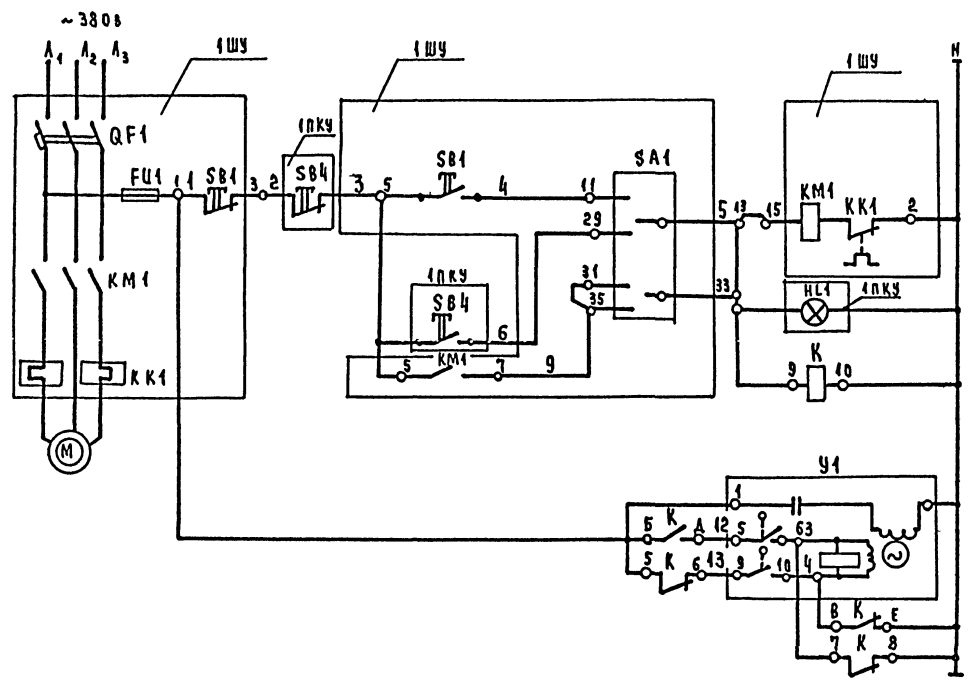 ~380в
Л1 Л2 Л3
1ШУ
1ШУ
1ШУ
N
QF1
1ПКУ
FU1
1 1
SB1
3 2
SB4
3 5
SB1
4
11
SA1
5 13 15
KM1
KK1
2
29
KM1
1ПКУ
SB4
6
31
35
33
HL1
1ПКУ
5
KM1
7 9
K
9 10
KK1
M
У1
1
Б K Д 12 5 63
5 K 6 13 9 10 4
В K Е
7 K 8